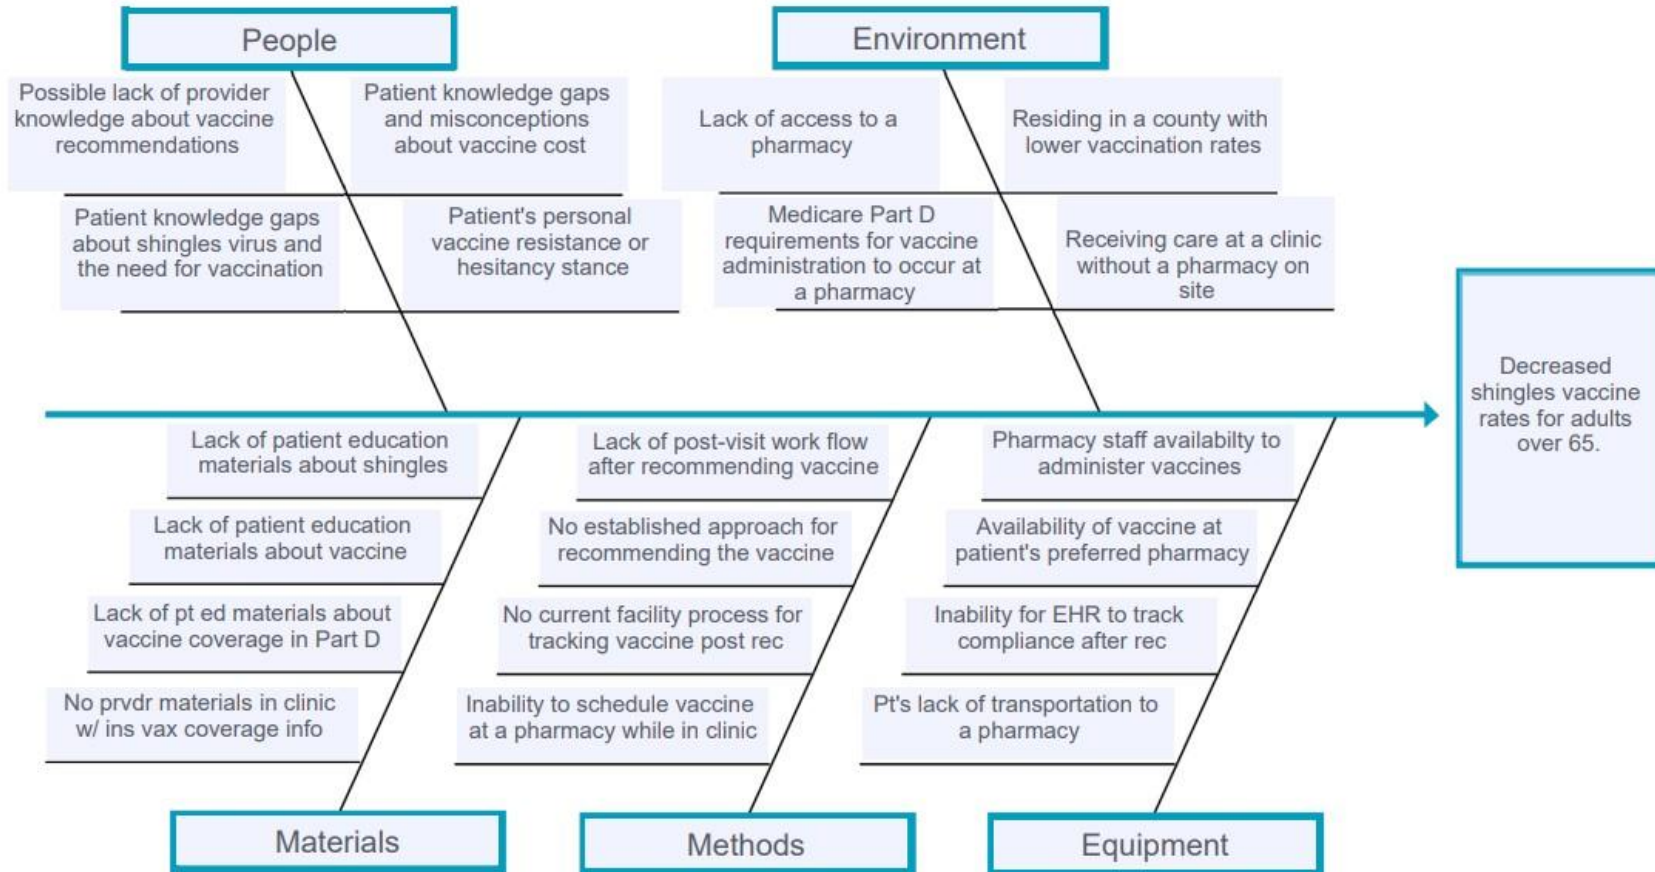 People
Possible lack of provider
knowledge about vaccine
recommendations
Patient knowledge gaps
and misconceptions
about vaccine cost
Patient knowledge gaps
about shingles virus and
the need for vaccination
Patient's personal
vaccine resistance or
hesitancy stance
Environment
Lack of access to a
pharmacy
Residing in a county with
lower vaccination rates
Medicare Part D
requirements for vaccine
administration to occur at
a pharmacy
Receiving care at a clinic
without a pharmacy on
site
Decreased
shingles vaccine
rates for adults
over 65.
Lack of patient education
materials about shingles
Lack of patient education
materials about vaccine
Lack of pt ed materials about
vaccine coverage in Part D
No prvdr materials in clinic
w/ ins vax coverage info
Materials
Lack of post-visit work flow
after recommending vaccine
No established approach for
recommending the vaccine
No current facility process for
tracking vaccine post rec
Inability to schedule vaccine
at a pharmacy while in clinic
Methods
Pharmacy staff availabilty to
administer vaccines
Availability of vaccine at
patient's preferred pharmacy
Inability for EHR to track
compliance after rec
Pt's lack of transportation to
a pharmacy
Equipment